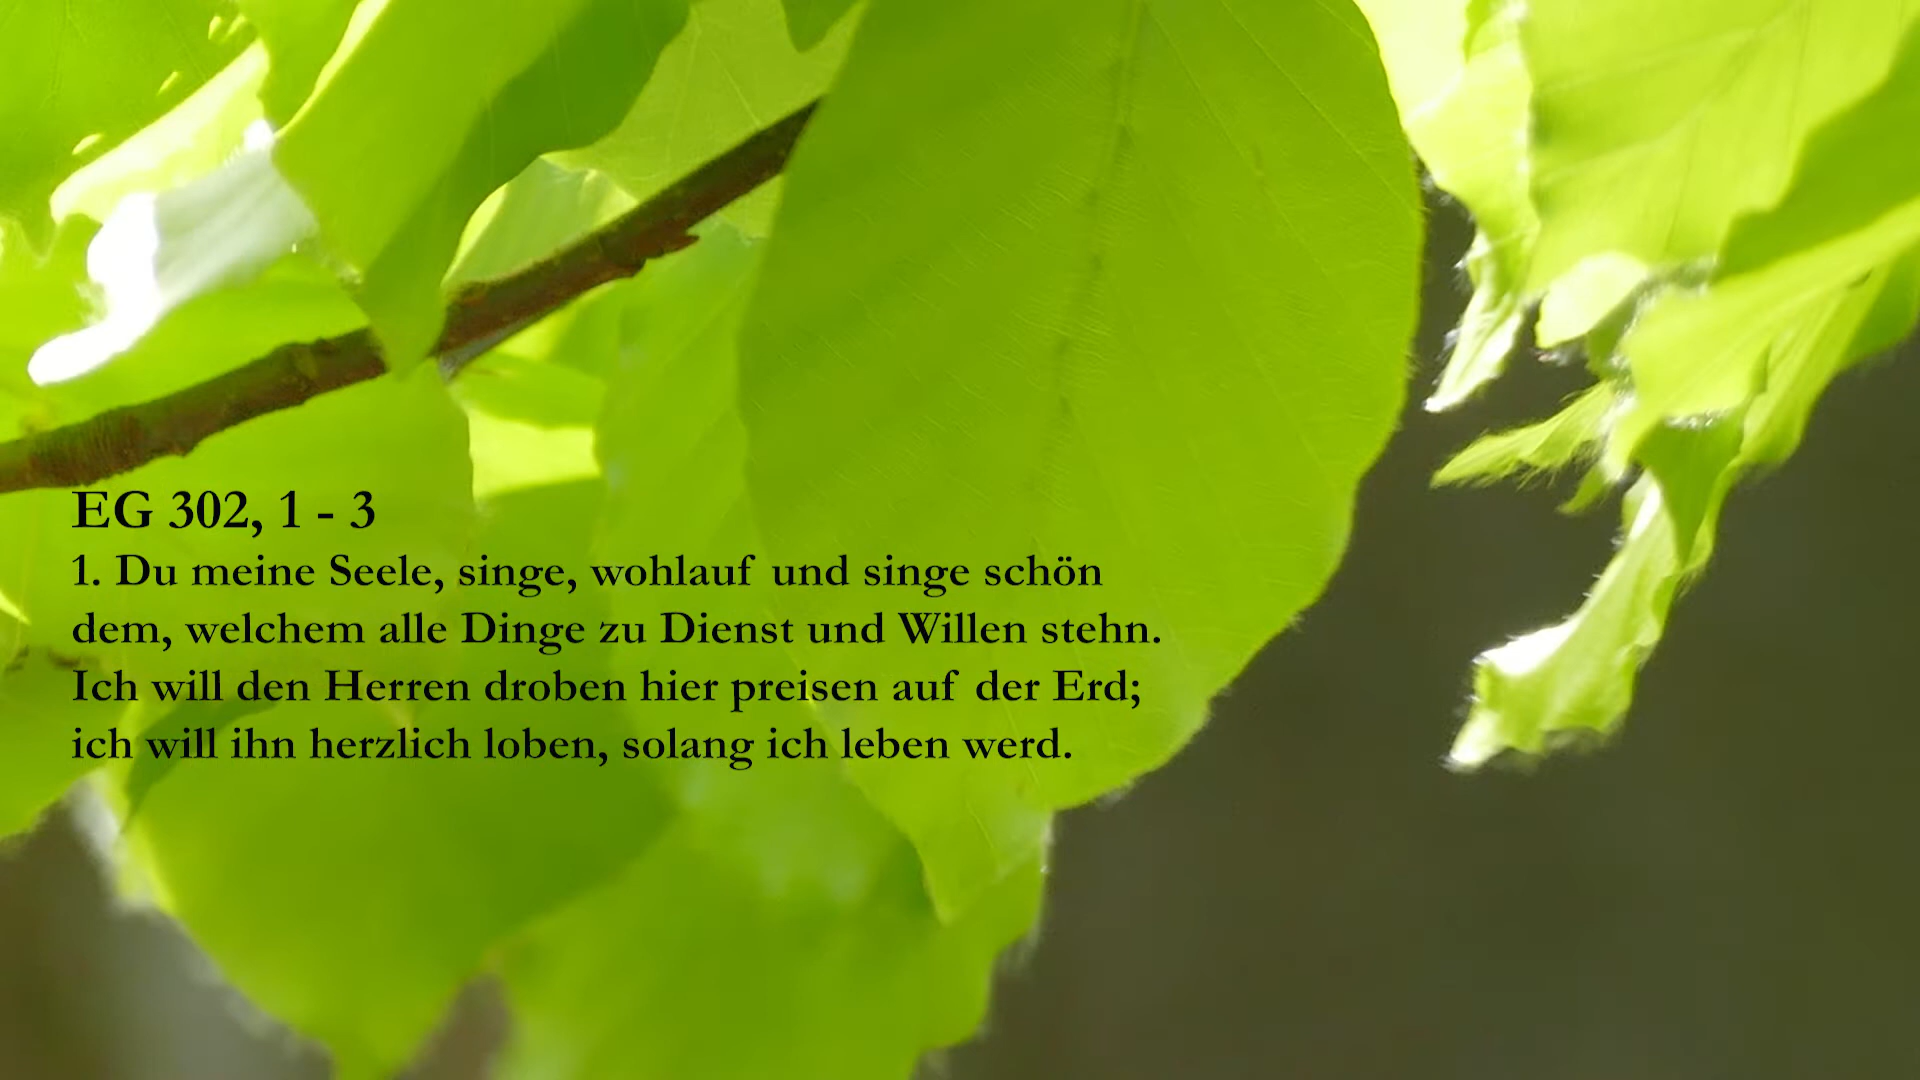 EG 302, 1 - 3
1. Du meine Seele, singe, wohlauf und singe schön
dem, welchem alle Dinge zu Dienst und Willen stehn.
Ich will den Herren droben hier preisen auf der Erd;
ich will ihn herzlich loben, solang ich leben werd.